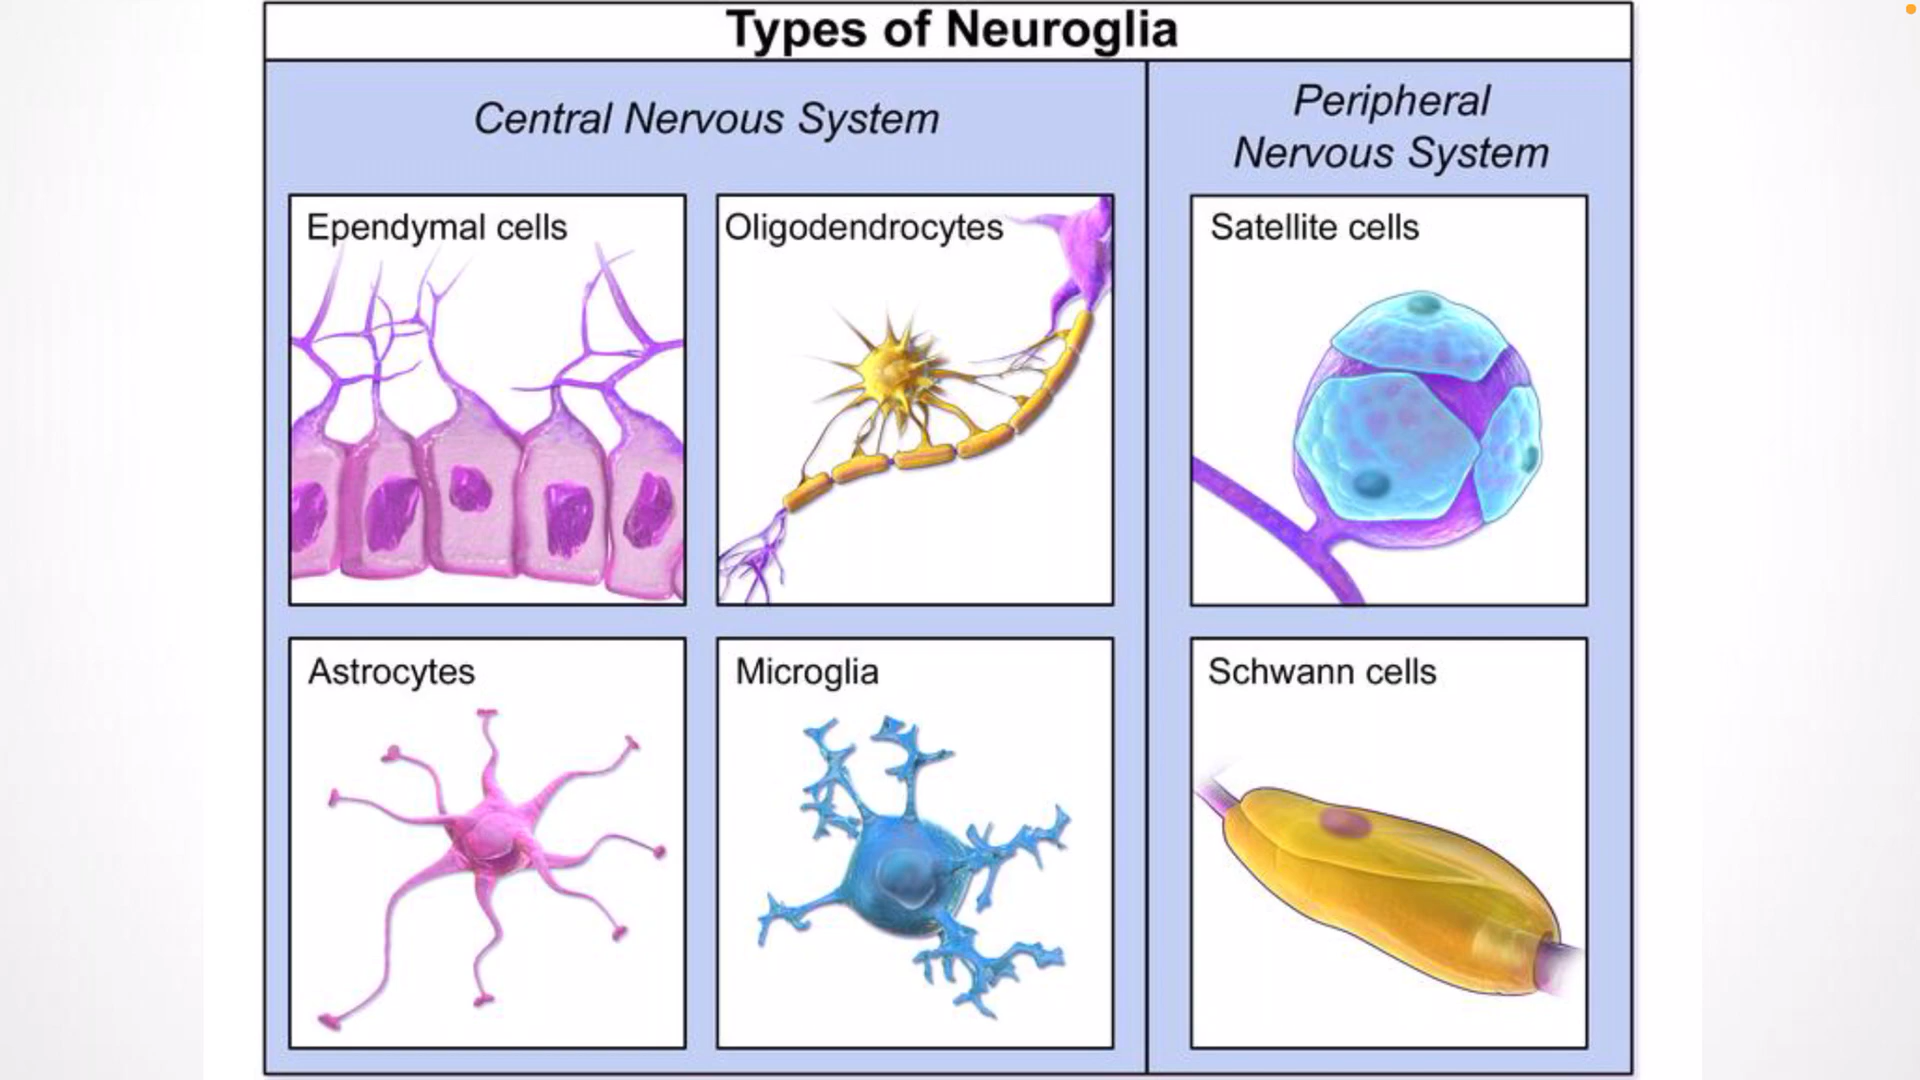 Types of Neuroglia
Central Nervous System
Peripheral
Nervous System
Ependymal cells
Oligodendrocytes
Satellite cells
Astrocytes
Microglia
Schwann cells